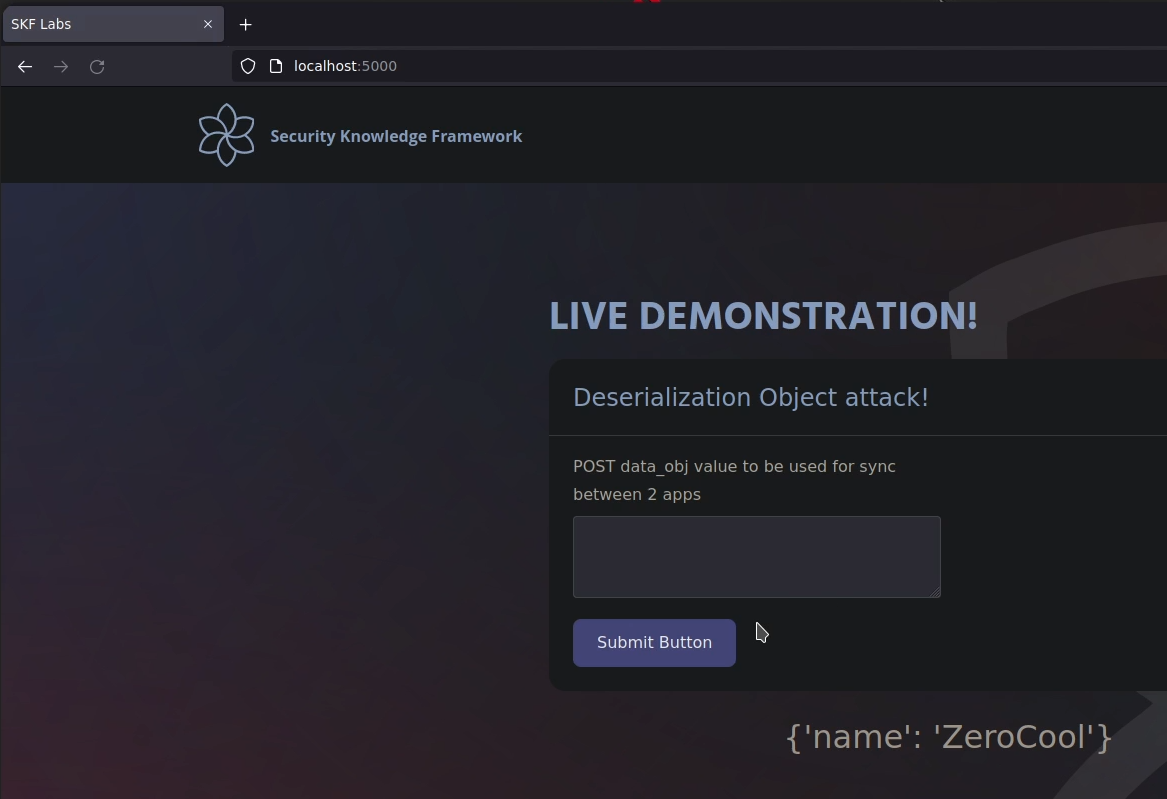 SKF Labs
localhost:5000
Security Knowledge Framework
LIVE DEMONSTRATION!
Deserialization Object attack!
POST data_obj value to be used for sync
between 2 apps
Submit Button
{'name': 'ZeroCool'}